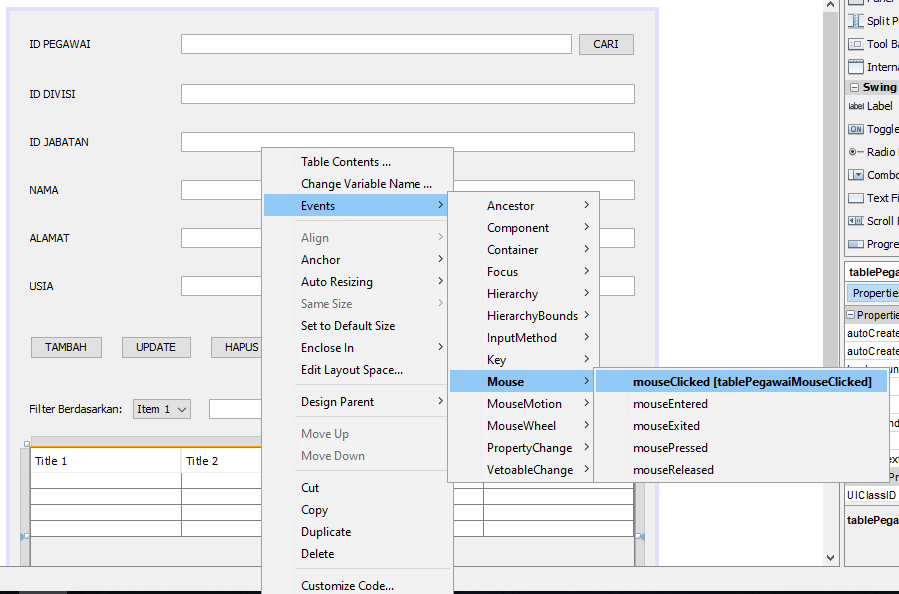 ID PEGAWAI
CARI
ID DIVISI
ID JABATAN
NAMA
ALAMAT
USIA
TAMBAH
UPDATE
HAPUS
Filter Berdasarkan:
Item 1
Title 1
Title 2
Table Contents ...
Change Variable Name ...
Events
Align
Anchor
Auto Resizing
Same Size
Set to Default Size
Enclose In
Edit Layout Space...
Design Parent
Move Up
Move Down
Cut
Copy
Duplicate
Delete
Customize Code...
Ancestor
Component
Container
Focus
Hierarchy
HierarchyBounds
InputMethod
Key
Mouse
MouseMotion
MouseWheel
PropertyChange
VetoableChange
mouseClicked [tablePegawaiMouseClicked]
mouseEntered
mouseExited
mousePressed
mouseReleased
Split P
Tool Ba
Interna
Swing
label Label
ON Toggle
Radio
Combo
Text Fi
Scroll
Progre
tablePega
Propertie
Propertie
autoCreate
autoCreate
UIClassID
tablePega